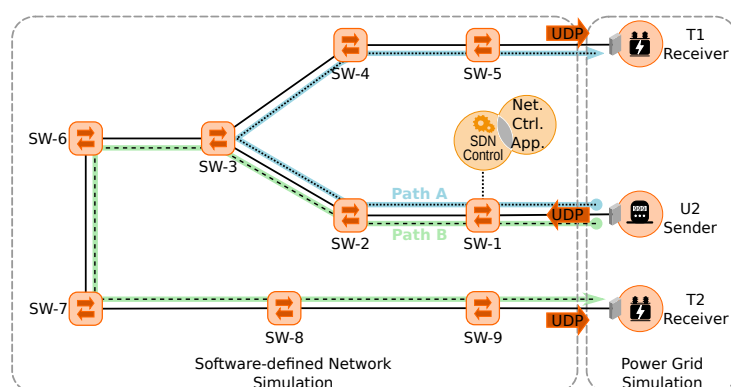 UDP
T1
Receiver
SW-4
SW-5
Net.
Ctrl.
App.
SDN
Control
SW-6
SW-3
Path A
U2
Sender
UDP
SW-2
Path B
SW-1
T2
Receiver
SW-7
SW-8
SW-9
UDP
Software-defined Network
Simulation
Power Grid
Simulation